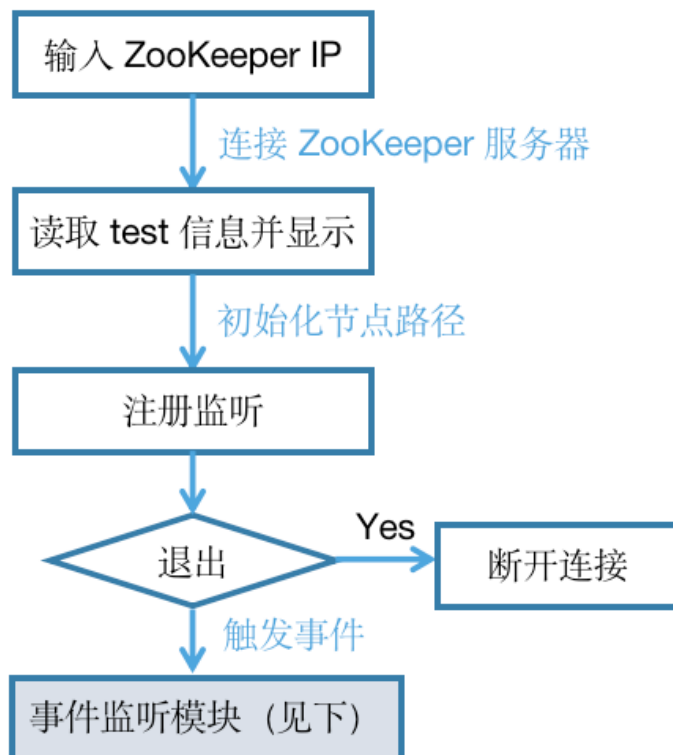 输入 ZooKeeper IP
连接 ZooKeeper 服务器
读取 test 信息并显示
初始化节点路径
注册监听
退出
Yes
断开连接
触发事件
事件监听模块（见下）